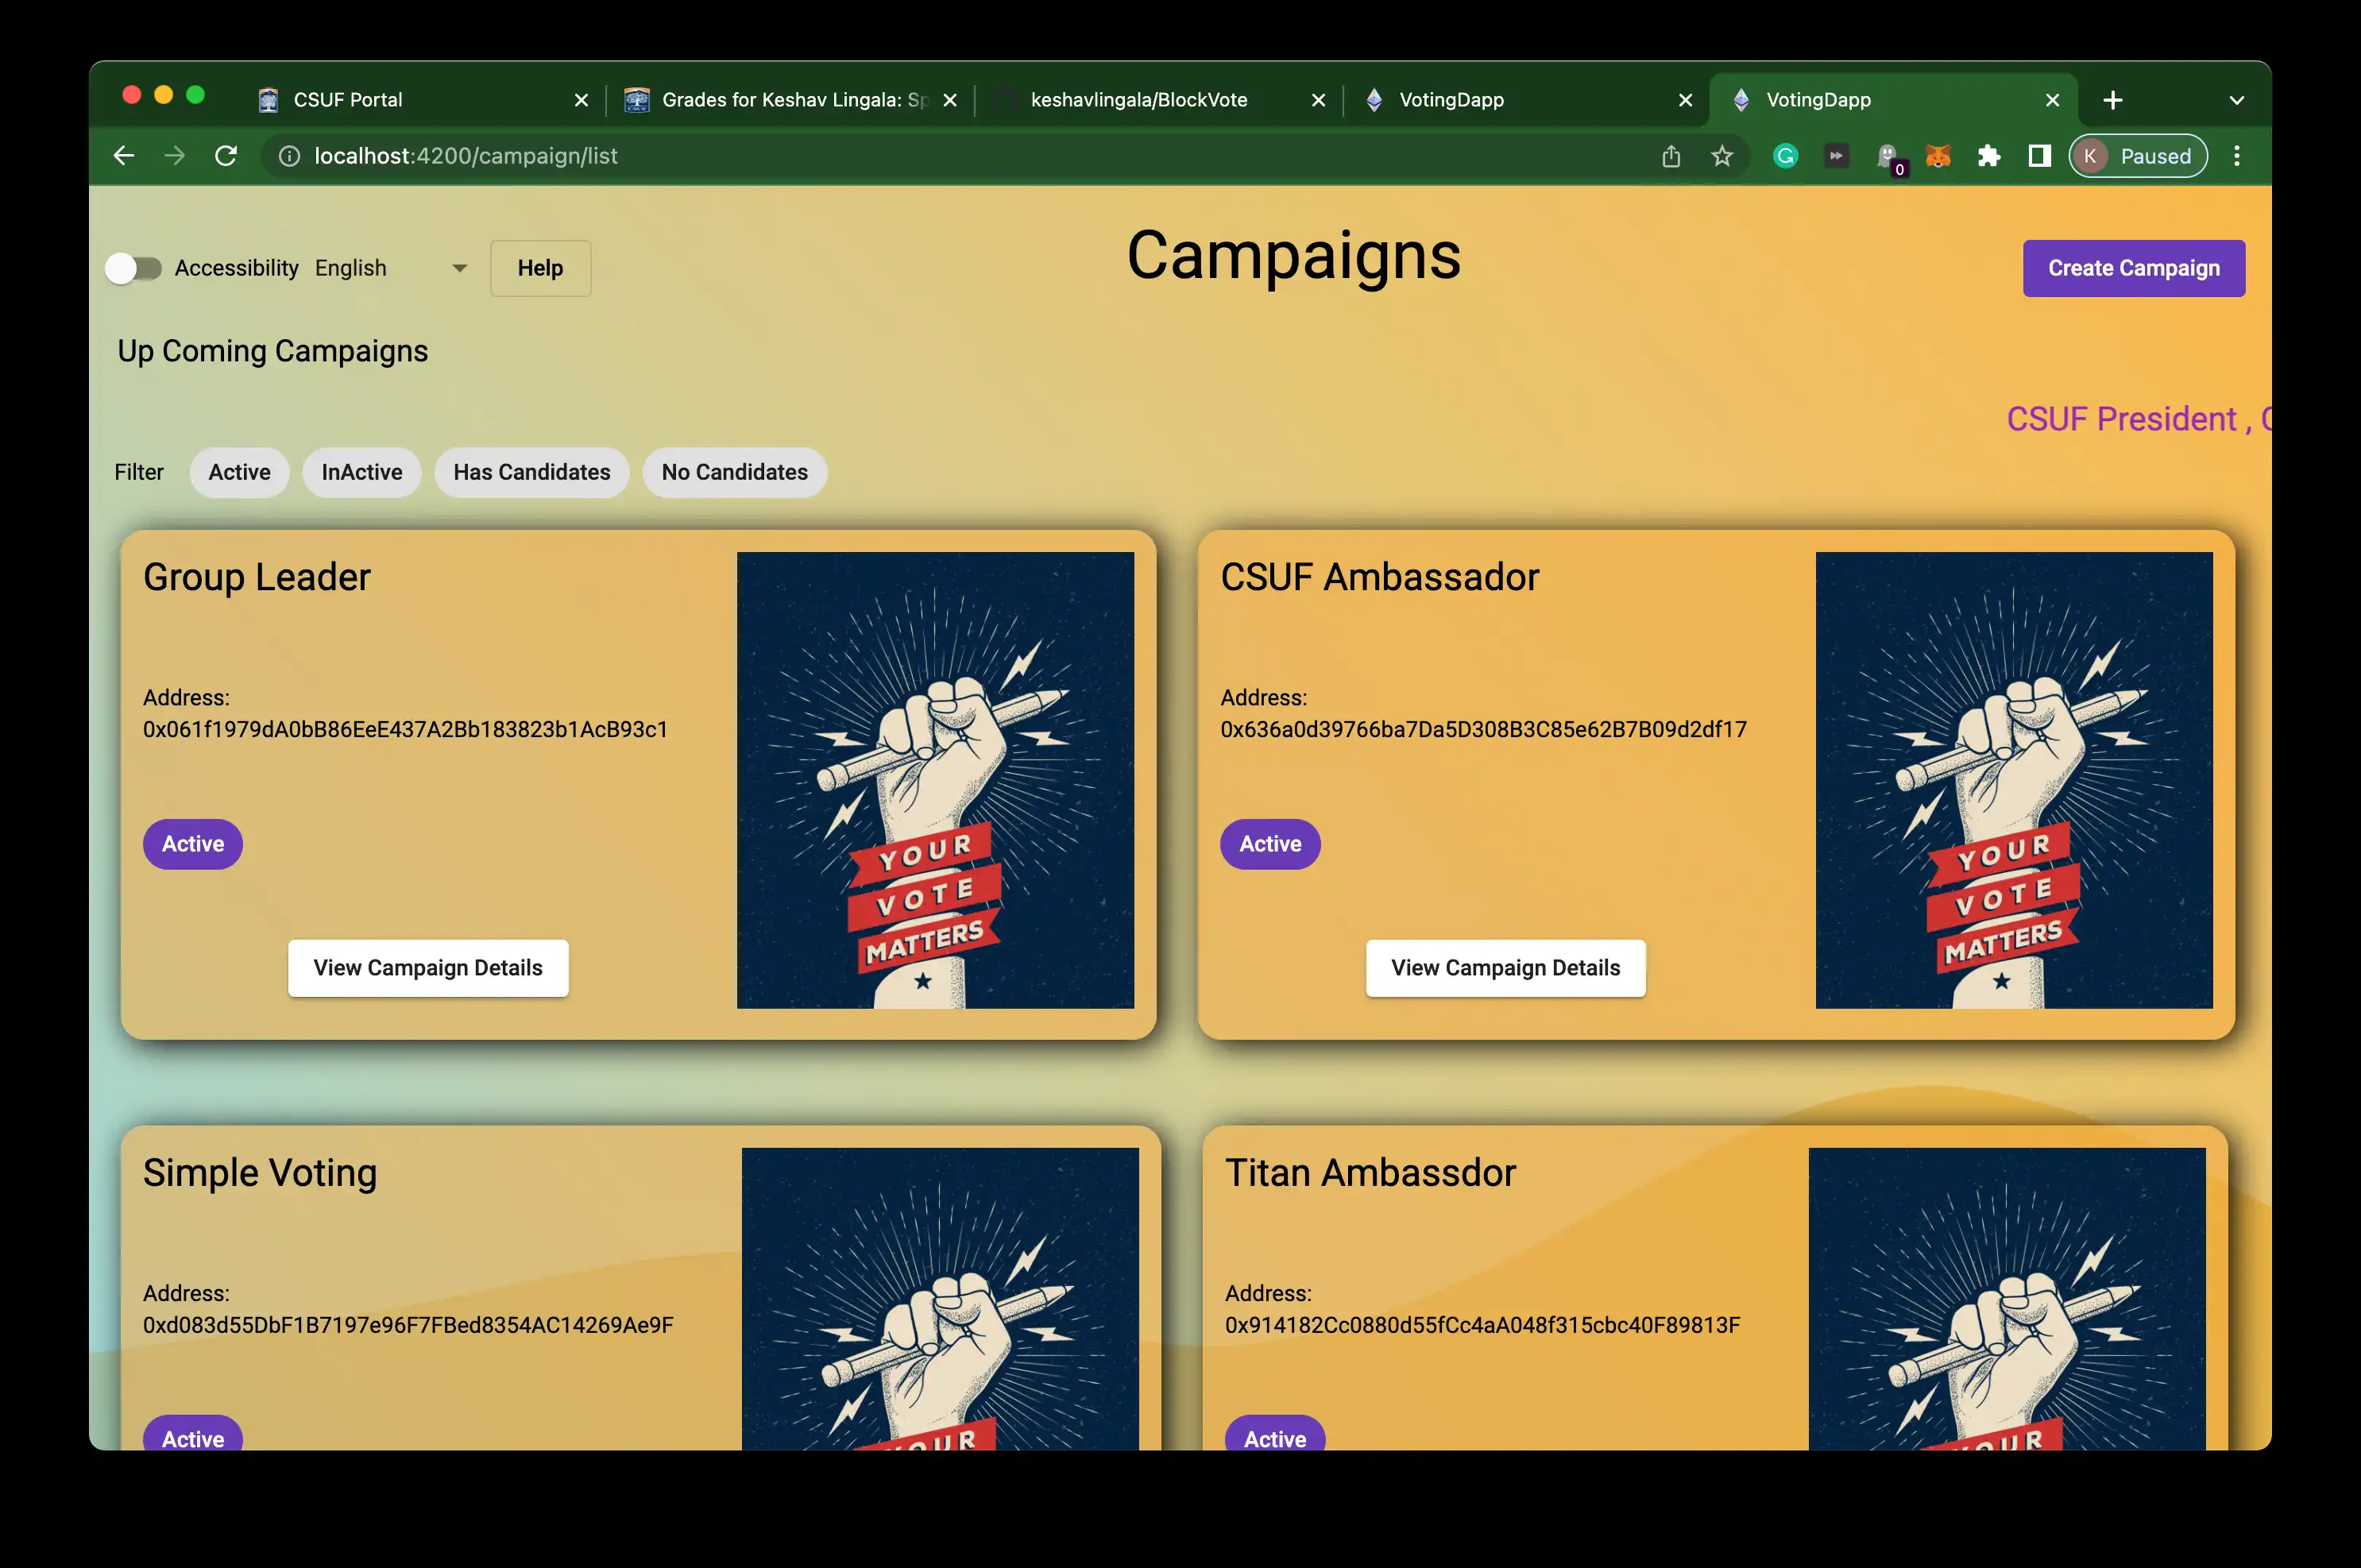 CSUF Portal
Grades for Keshav Lingala: Sp
keshavlingala/BlockVote
VotingDapp
VotingDapp
localhost:4200/campaign/list
0
K
Paused
Accessibility
English
Help
Campaigns
Create Campaign
Up Coming Campaigns
CSUF President ,
Filter
Active
InActive
Has Candidates
No Candidates
Group Leader
Address:
0x061f1979dA0bB86EeE437A2Bb183823b1AcB93c1
Active
View Campaign Details
YOUR
VOTE
MATTERS
CSUF Ambassador
Address:
0x636a0d39766ba7Da5D308B3C85e62B7B09d2df17
Active
View Campaign Details
YOUR
VOTE
MATTERS
Simple Voting
Address:
0xd083d55DbF1B7197e96F7FBed8354AC14269Ae9F
Active
YOUR
Titan Ambassdor
Address:
0x914182Cc0880d55fCc4aA048f315cbc40F89813F
Active
YOUR